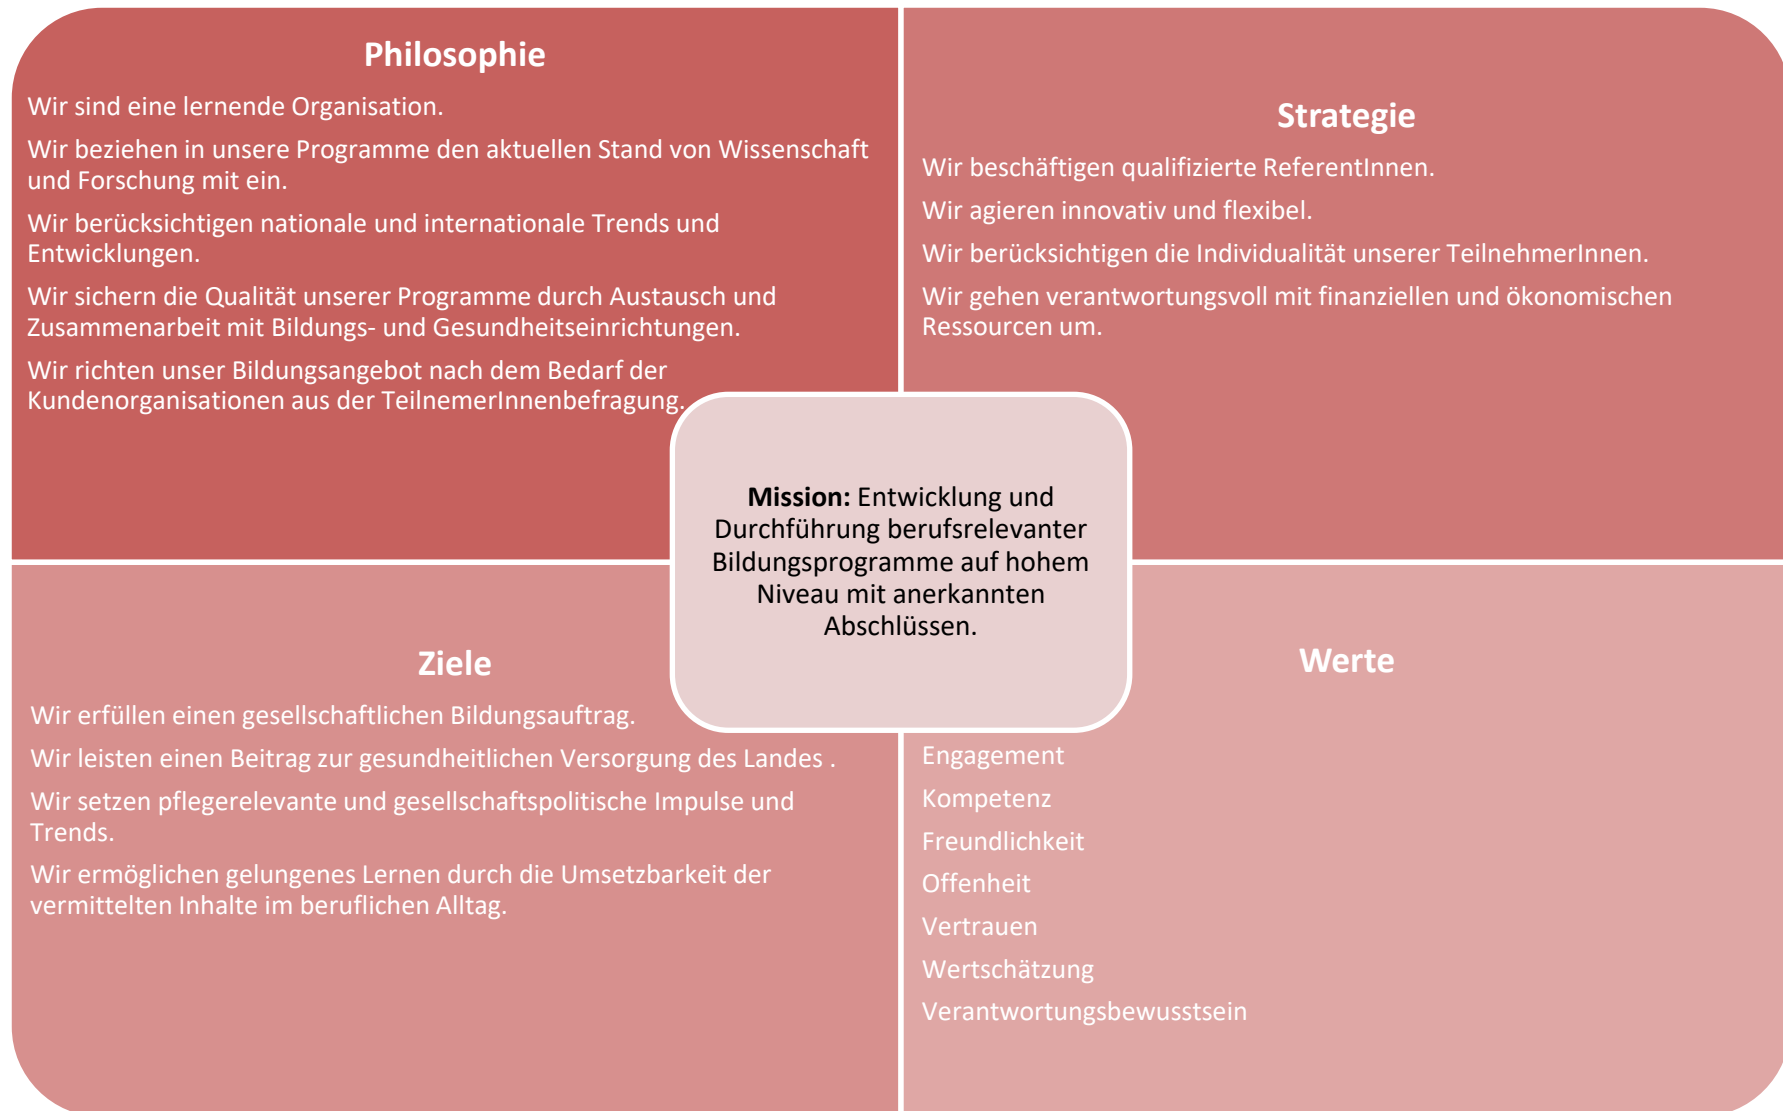 Philosophie
Wir sind eine lernende Organisation.
Wir beziehen in unsere Programme den aktuellen Stand von Wissenschaft
und Forschung mit ein.
Wir berücksichtigen nationale und internationale Trends und
Entwicklungen.
Wir sichern die Qualität unserer Programme durch Austausch und
Zusammenarbeit mit Bildungs- und Gesundheitseinrichtungen.
Wir richten unser Bildungsangebot nach dem Bedarf der
Kundenorganisationen aus der TeilnemerInnenbefragung.
Strategie
Wir beschäftigen qualifizierte ReferentInnen.
Wir agieren innovativ und flexibel.
Wir berücksichtigen die Individualität unserer TeilnehmerInnen.
Wir gehen verantwortungsvoll mit finanziellen und ökonomischen
Ressourcen um.
Mission: Entwicklung und
Durchführung berufsrelevanter
Bildungsprogramme auf hohem
Niveau mit anerkannten
Abschlüssen.
Ziele
Wir erfüllen einen gesellschaftlichen Bildungsauftrag.
Wir leisten einen Beitrag zur gesundheitlichen Versorgung des Landes .
Wir setzen pflegerelevante und gesellschaftspolitische Impulse und
Trends.
Wir ermöglichen gelungenes Lernen durch die Umsetzbarkeit der
vermittelten Inhalte im beruflichen Alltag.
Werte
Engagement
Kompetenz
Freundlichkeit
Offenheit
Vertrauen
Wertschätzung
Verantwortungsbewusstsein